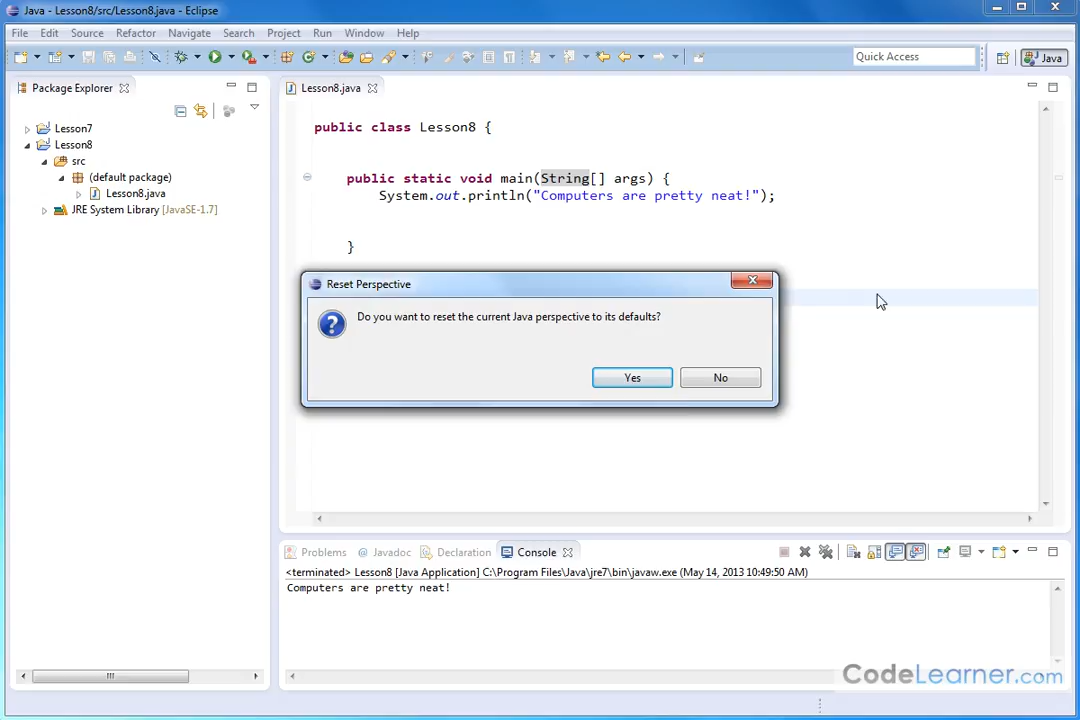 Java - Lesson8/src/Lesson8.java - Eclipse
File Edit Source Refactor Navigate Search Project Run Window Help
Quick Access
Java
Package Explorer
Lesson8.java
Lesson7
Lesson8
src
(default package)
Lesson8.java
JRE System Library [JavaSE-1.7]
public class Lesson8 {
public static void main(String[] args) {
System.out.println("Computers are pretty neat!");
}
Reset Perspective
Do you want to reset the current Java perspective to its defaults?
Yes No
Problems @ Javadoc Declaration Console
<terminated> Lesson8 [Java Application] C:\Program Files\Java\jre7\bin\javaw.exe (May 14, 2013 10:49:50 AM)
Computers are pretty neat!
CodeLearner.com